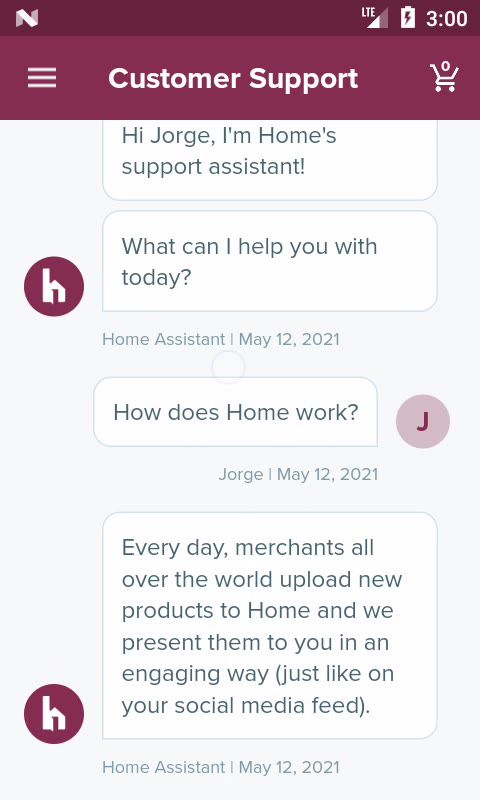 LTE
3:00
Customer Support
0
Hi Jorge, I'm Home's
support assistant!
What can I help you with
today?
h
Home Assistant | May 12, 2021
How does Home work?
J
Jorge | May 12, 2021
Every day, merchants all
over the world upload new
products to Home and we
present them to you in an
engaging way (just like on
your social media feed).
h
Home Assistant | May 12, 2021